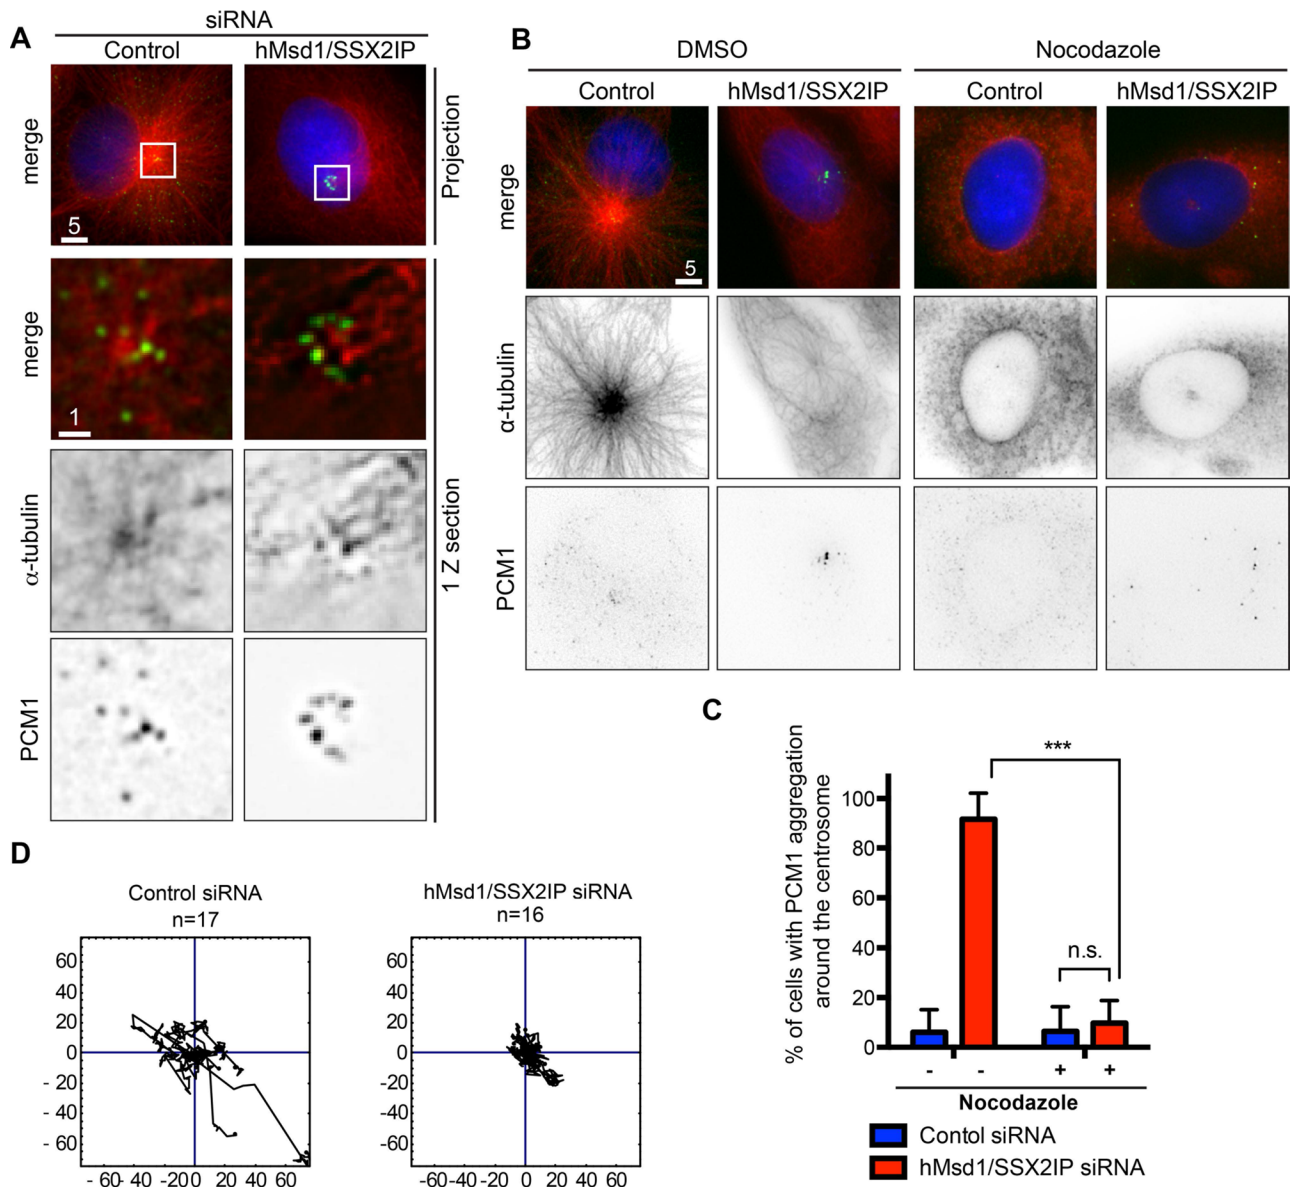 A
siRNA
Control hMsd1/SSX2IP
merge
5
Projection
merge
1
α-tubulin
PCM1
1 Z section
B
DMSO Nocodazole
Control hMsd1/SSX2IP Control hMsd1/SSX2IP
merge
5
α-tubulin
PCM1
C
% of cells with PCM1 aggregation
around the centrosome
100
80
60
40
20
0
***
n.s.
- - + +
Nocodazole
Contol siRNA
hMsd1/SSX2IP siRNA
D
Control siRNA
n=17
60
40
20
0
- 20
- 40
- 60
- 60 - 40 -20 0 20 40 60
hMsd1/SSX2IP siRNA
n=16
60
40
20
0
-20
-40
-60
-60 -40 -20 0 20 40 60